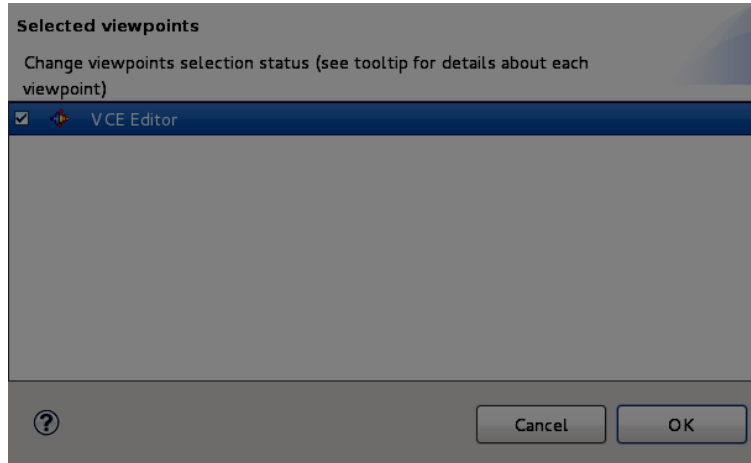 Selected viewpoints
Change viewpoints selection status (see tooltip for details about each
viewpoint)
VCE Editor
?
Cancel
OK